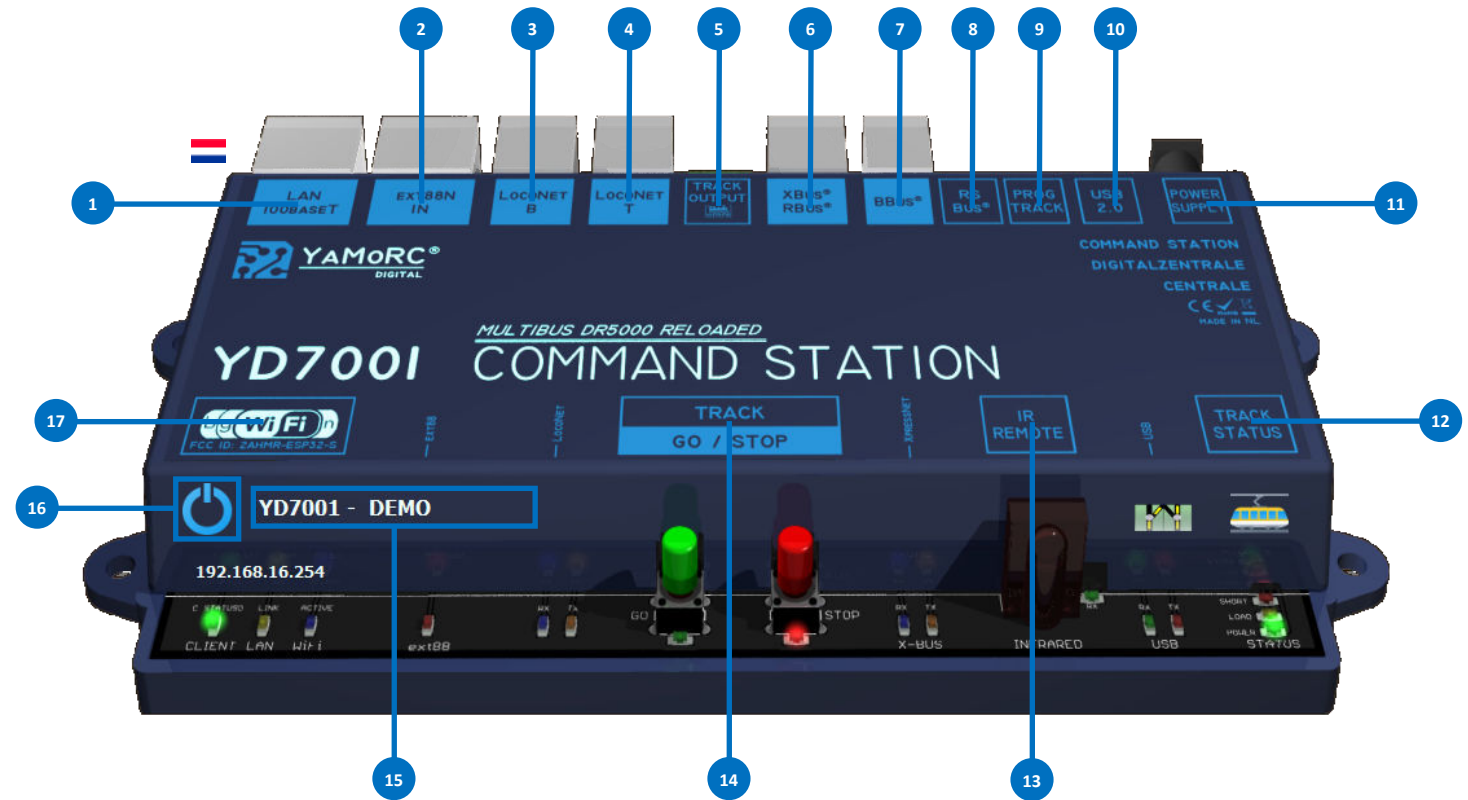 2
3
4
5
6
7
8
9
10
1
LAN
100BASET
EXT88N
IN
LOCONET
B
LOCONET
T
TRACK
OUTPUT
XBUS®
RBUS®
BBUS®
RS
BUS®
PROG
TRACK
USB
2.0
POWER
SUPPLY
11
YAMORC®
DIGITAL
COMMAND STATION
DIGITALZENTRALE
CENTRALE
CE
MADE IN NL.
MULTIBUS DR5000 RELOADED
YD7001 COMMAND STATION
17
bg WiFi n
FCC ID: 2AHMR-ESP32-S
EXT88
LOCONET
TRACK
GO / STOP
XPRESSNET
IR
REMOTE
USB
TRACK
STATUS
12
16
YD7001 - DEMO
192.168.16.254
LINK ACTIVE
CLIENT LAN WiFi
ext88
RX TX
GO
STOP
RX TX
X-BUS
INFRARED
RX
RX TX
USB
SHORT
LOAD
POWER
STATUS
15
14
13